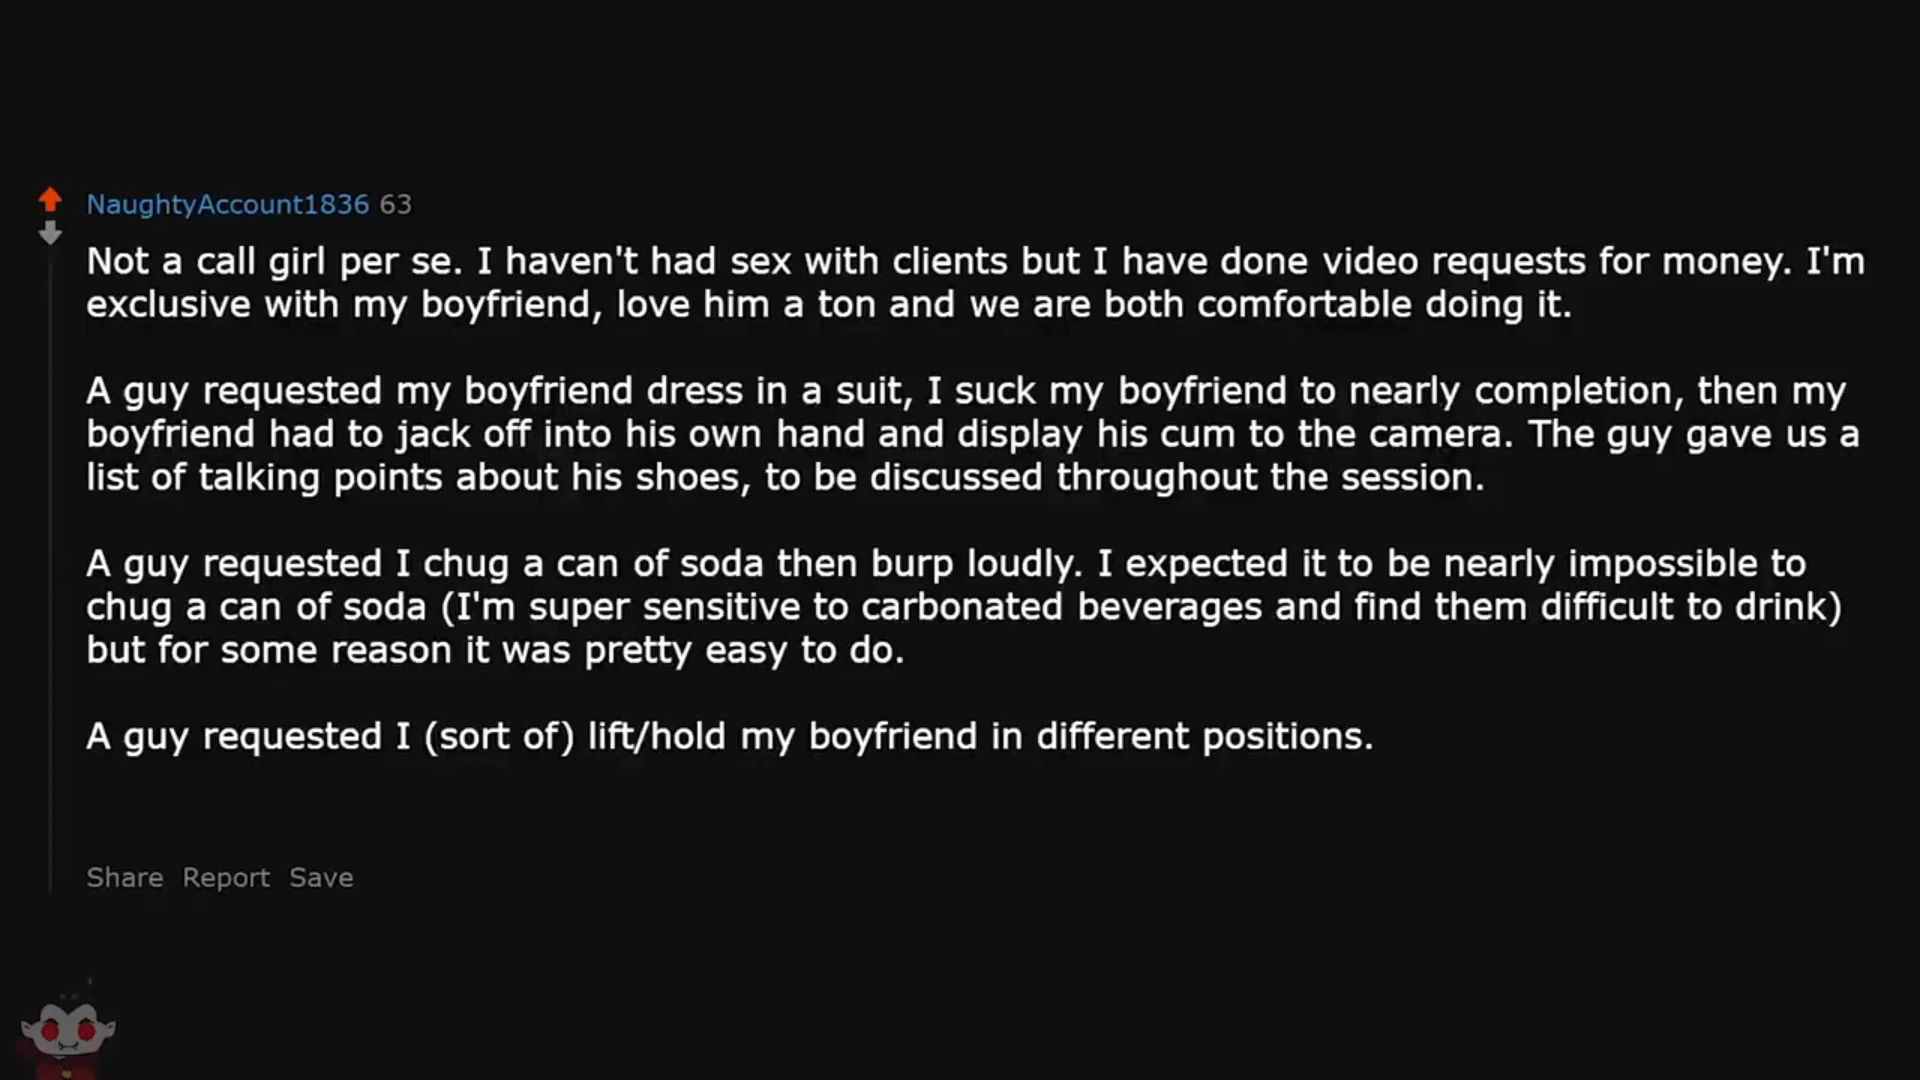 NaughtyAccount1836 63
Not a call girl per se. I haven't had sex with clients but I have done video requests for money. I'm
exclusive with my boyfriend, love him a ton and we are both comfortable doing it.
A guy requested my boyfriend dress in a suit, I suck my boyfriend to nearly completion, then my
boyfriend had to jack off into his own hand and display his cum to the camera. The guy gave us a
list of talking points about his shoes, to be discussed throughout the session.
A guy requested I chug a can of soda then burp loudly. I expected it to be nearly impossible to
chug a can of soda (I'm super sensitive to carbonated beverages and find them difficult to drink)
but for some reason it was pretty easy to do.
A guy requested I (sort of) lift/hold my boyfriend in different positions.
Share Report Save